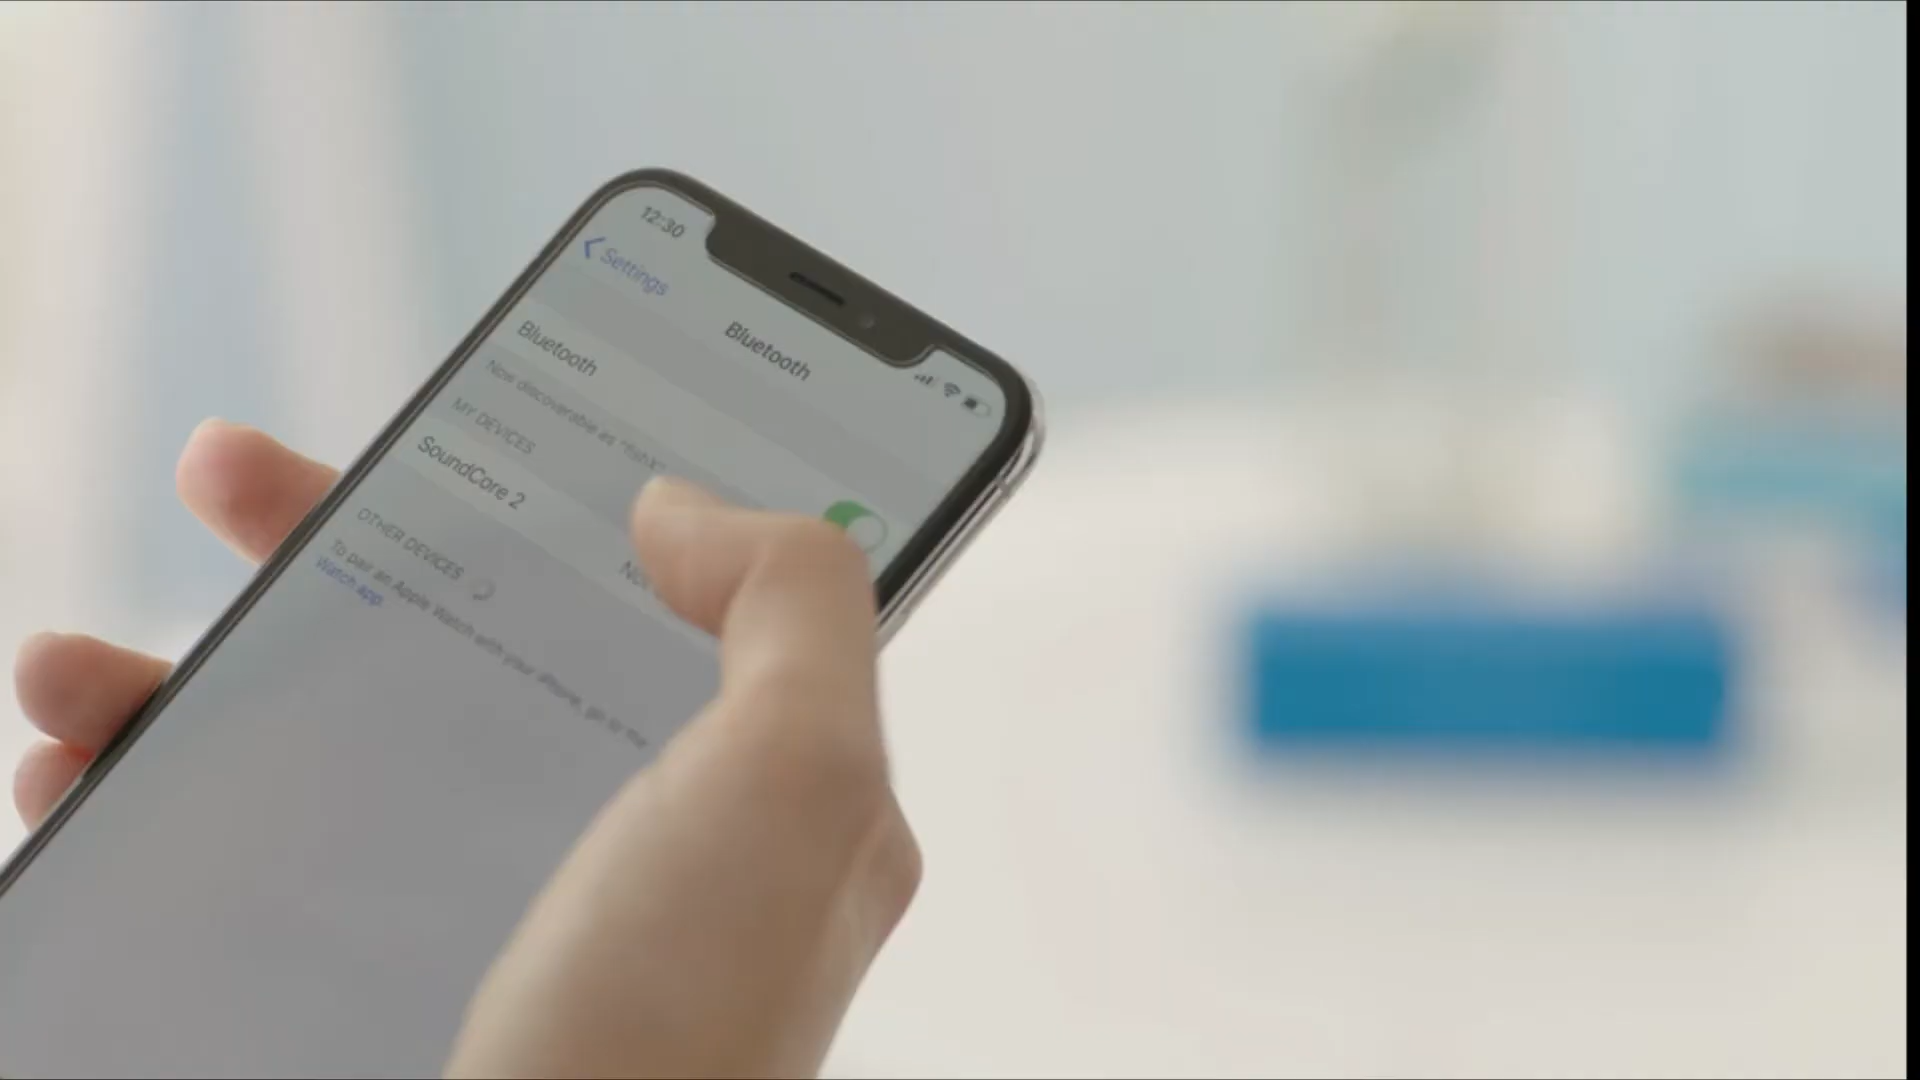 12:30
Settings
Bluetooth
Bluetooth
Now discoverable as
MY DEVICES
SoundCore 2
OTHER DEVICES
To pair an Apple Watch with your iPhone, go to the
Watch app.